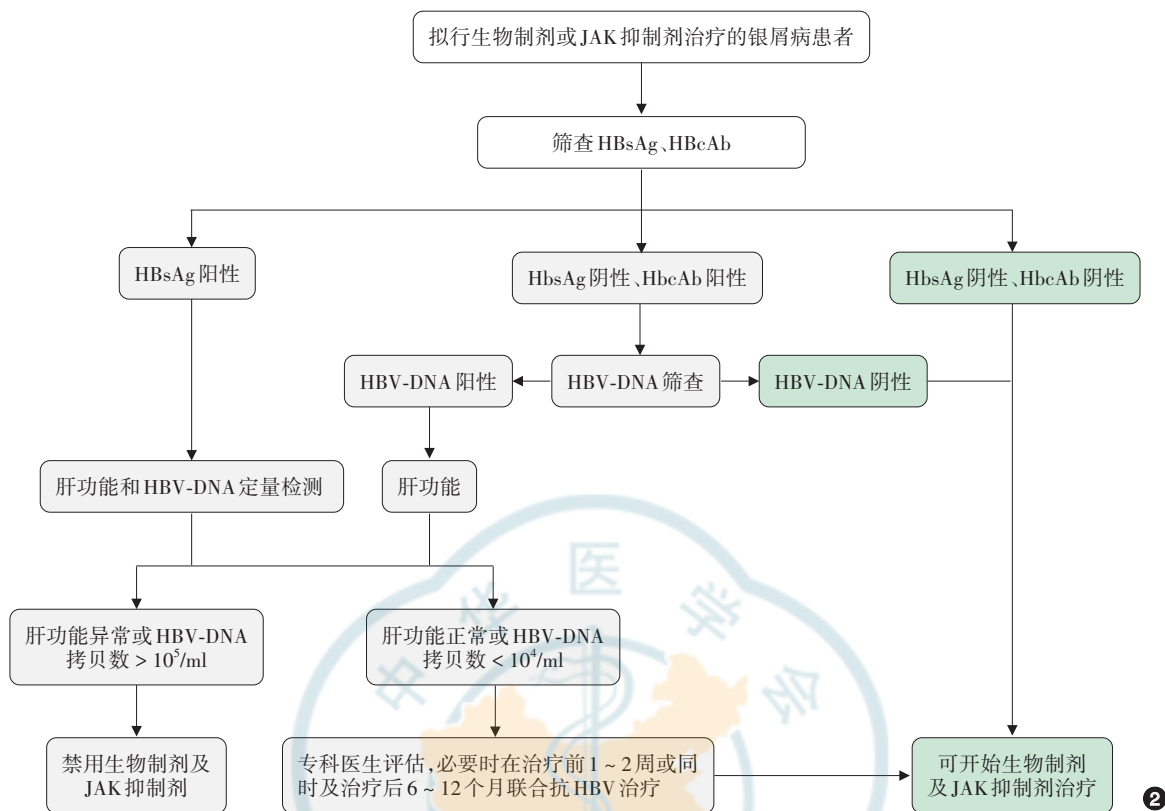 拟行生物制剂或JAK抑制剂治疗的银屑病患者
筛查HBsAg、HBcAb
HBsAg阳性
HbsAg阴性、HbcAb阳性
HbsAg阴性、HbcAb阴性
HBV-DNA阳性
HBV-DNA筛查
HBV-DNA阴性
肝功能和HBV-DNA定量检测
肝功能
肝功能异常或HBV-DNA
拷贝数＞10⁵/ml
肝功能正常或HBV-DNA
拷贝数＜10⁴/ml
禁用生物制剂及
JAK抑制剂
专科医生评估,必要时在治疗前1～2周或同
时及治疗后6～12个月联合抗HBV治疗
可开始生物制剂
及JAK抑制剂治疗
中华医学会
❷